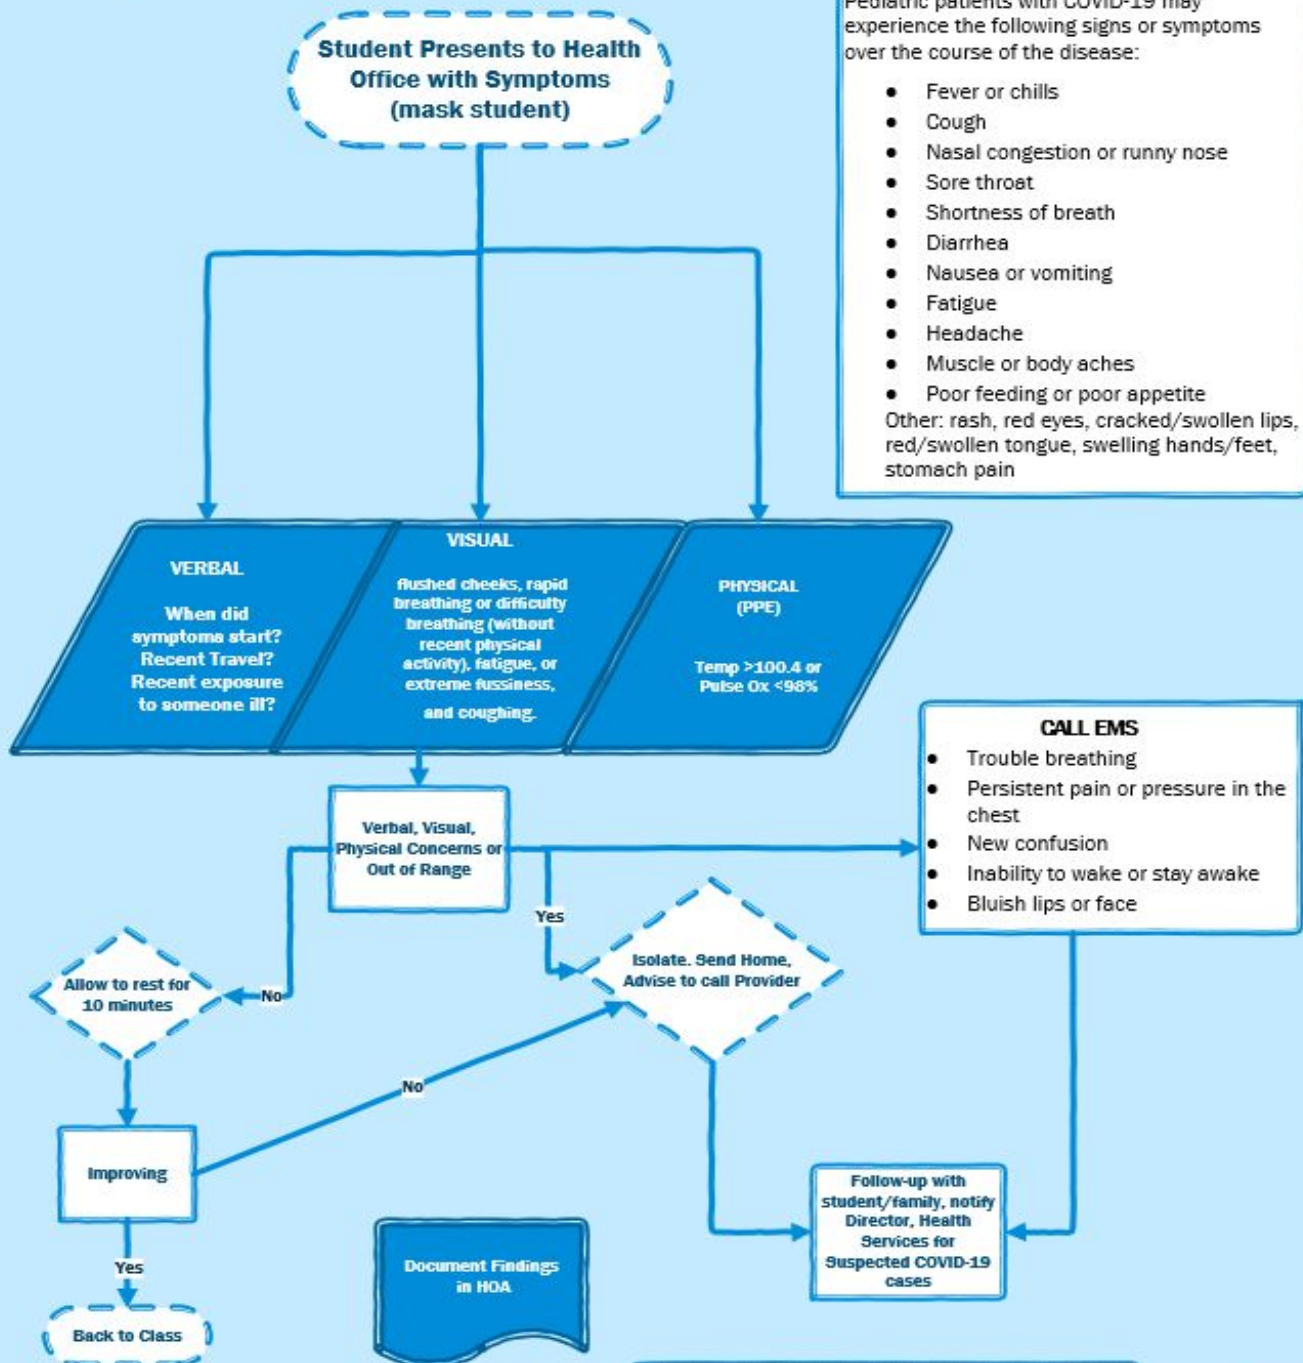 Pediatric patients with COVID-19 may
experience the following signs or symptoms
over the course of the disease:
● Fever or chills
● Cough
● Nasal congestion or runny nose
● Sore throat
● Shortness of breath
● Diarrhea
● Nausea or vomiting
● Fatigue
● Headache
● Muscle or body aches
● Poor feeding or poor appetite
Other: rash, red eyes, cracked/swollen lips,
red/swollen tongue, swelling hands/feet,
stomach pain
Student Presents to Health
Office with Symptoms
(mask student)
VERBAL
When did
symptoms start?
Recent Travel?
Recent exposure
to someone ill?
VISUAL
flushed cheeks, rapid
breathing or difficulty
breathing (without
recent physical
activity), fatigue, or
extreme fussiness,
and coughing.
PHYSICAL
(PPE)
Temp >100.4 or
Pulse Ox <98%
Verbal, Visual,
Physical Concerns or
Out of Range
CALL EMS
● Trouble breathing
● Persistent pain or pressure in the
chest
● New confusion
● Inability to wake or stay awake
● Bluish lips or face
Yes
No
Allow to rest for
10 minutes
Isolate. Send Home,
Advise to call Provider
No
Improving
Yes
Back to Class
Document Findings
in HOA
Follow-up with
student/family, notify
Director, Health
Services for
Suspected COVID-19
cases